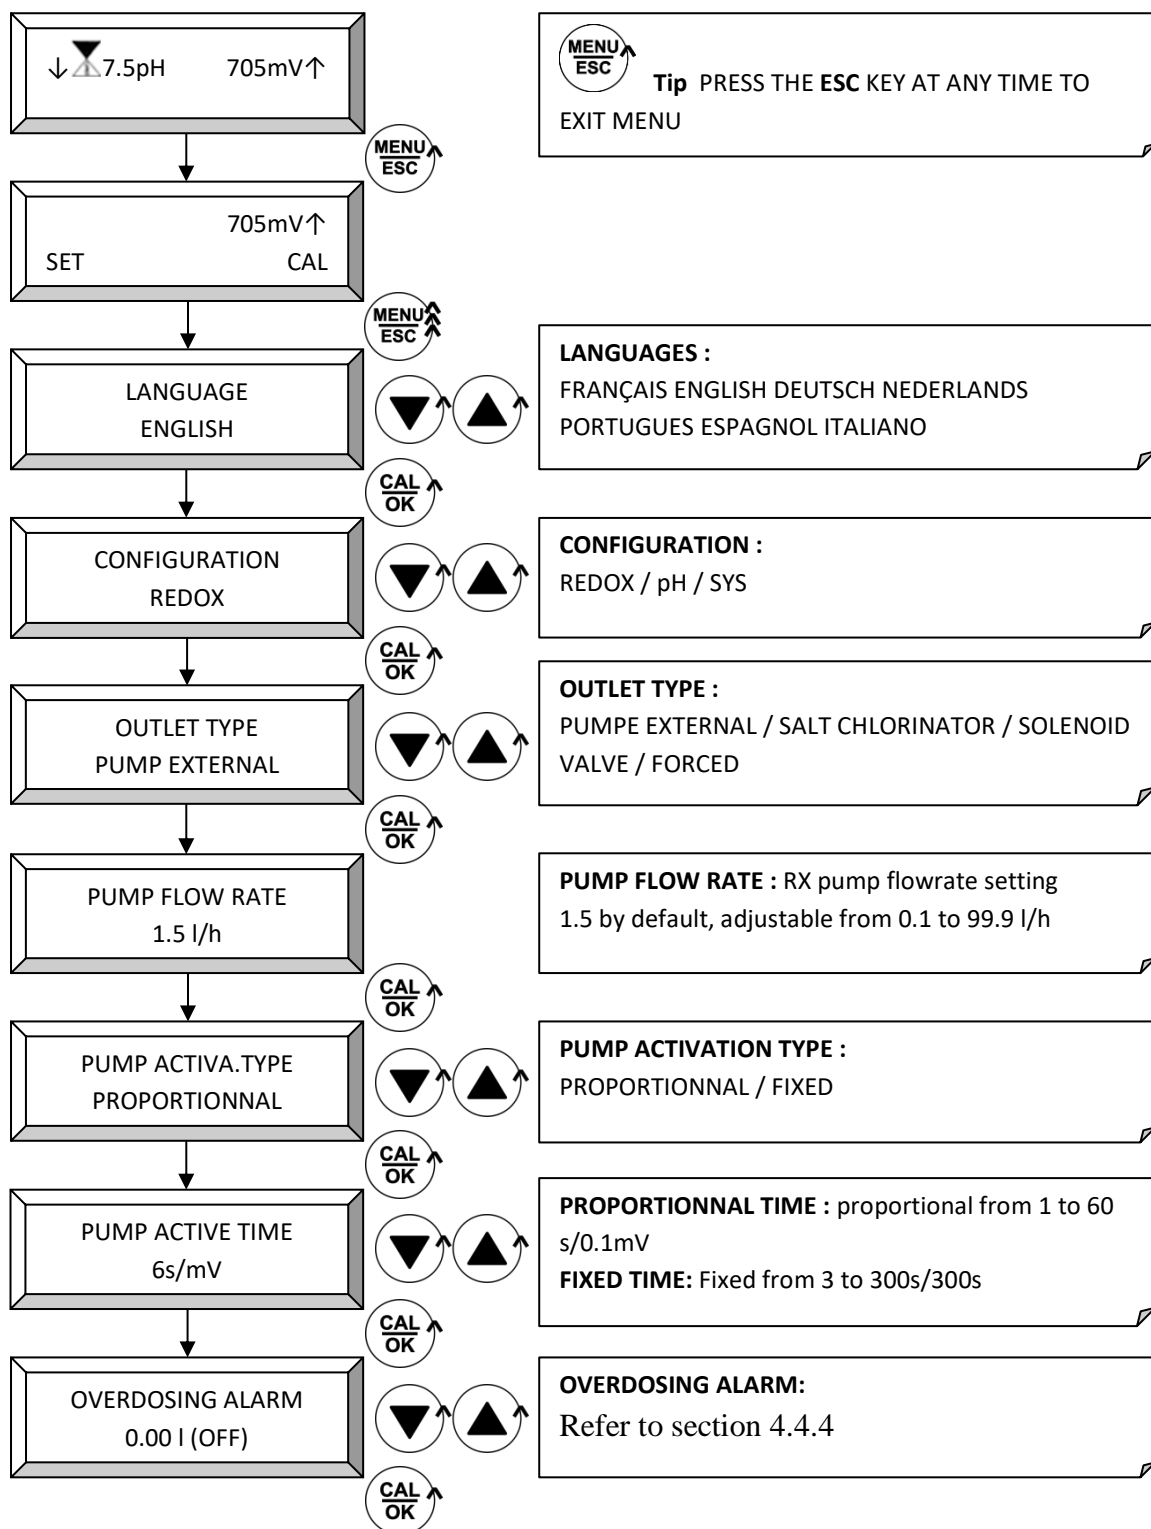 ↓ 7.5pH 705mV↑
MENU
ESC
Tip PRESS THE ESC KEY AT ANY TIME TO
EXIT MENU
MENU
ESC
705mV↑
SET CAL
MENU
ESC
LANGUAGE
ENGLISH
LANGUAGES :
FRANÇAIS ENGLISH DEUTSCH NEDERLANDS
PORTUGUES ESPAGNOL ITALIANO
CAL
OK
CONFIGURATION
REDOX
CONFIGURATION :
REDOX / pH / SYS
CAL
OK
OUTLET TYPE
PUMP EXTERNAL
OUTLET TYPE :
PUMPE EXTERNAL / SALT CHLORINATOR / SOLENOID
VALVE / FORCED
CAL
OK
PUMP FLOW RATE
1.5 l/h
PUMP FLOW RATE : RX pump flowrate setting
1.5 by default, adjustable from 0.1 to 99.9 l/h
CAL
OK
PUMP ACTIVA.TYPE
PROPORTIONNAL
PUMP ACTIVATION TYPE :
PROPORTIONNAL / FIXED
CAL
OK
PUMP ACTIVE TIME
6s/mV
PROPORTIONNAL TIME : proportional from 1 to 60
s/0.1mV
FIXED TIME: Fixed from 3 to 300s/300s
CAL
OK
OVERDOSING ALARM
0.00 l (OFF)
OVERDOSING ALARM:
Refer to section 4.4.4
CAL
OK